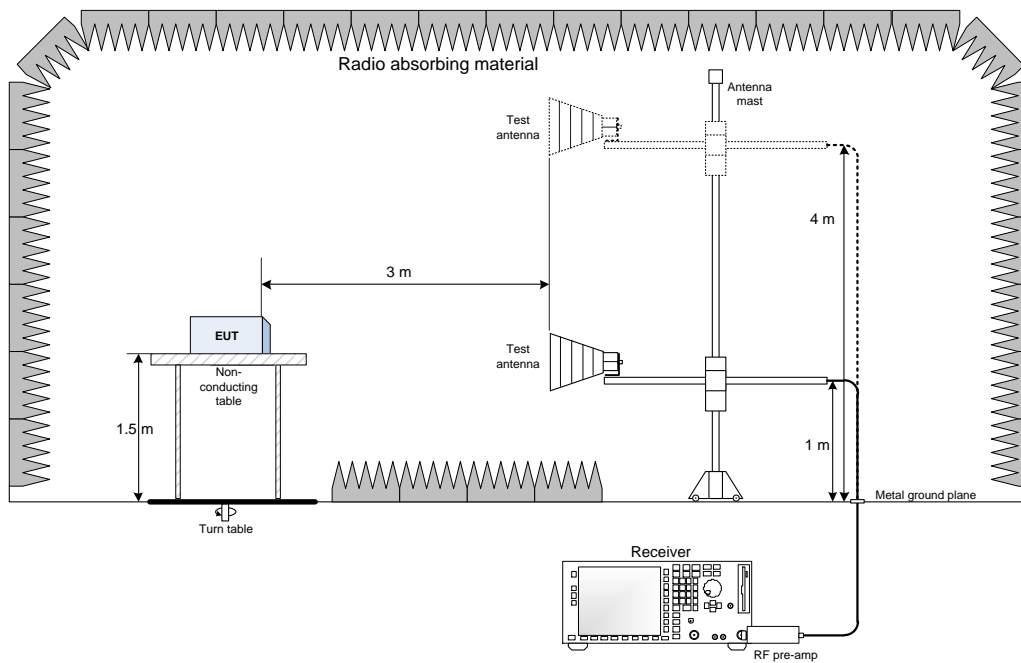 Radio absorbing material
Antenna
mast
Test
antenna
4 m
3 m
EUT
Test
antenna
Non-
conducting
table
1.5 m
1 m
Metal ground plane
Turn table
Receiver
RF pre-amp